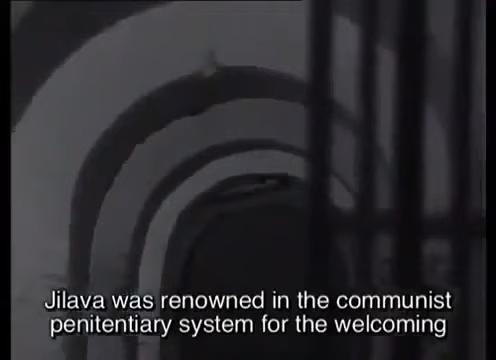 Jilava was renowned in the communist
penitentiary system for the welcoming